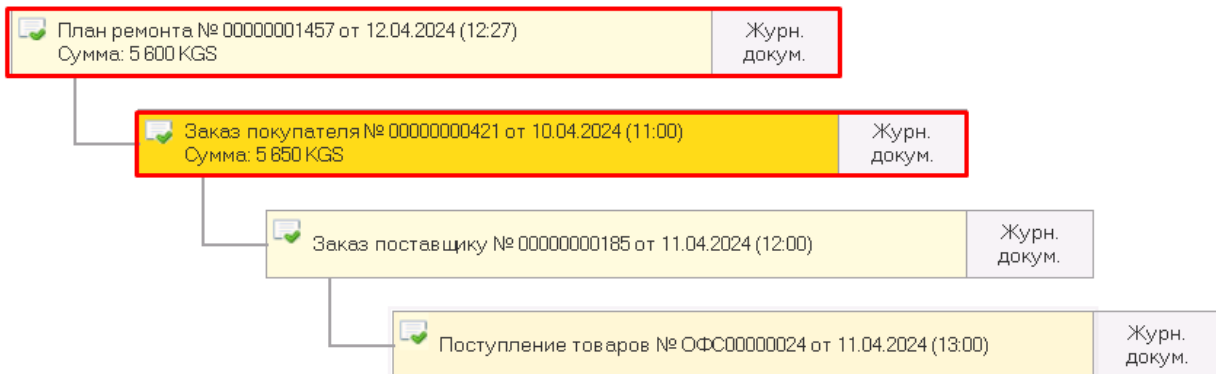 План ремонта № 00000001457 от 12.04.2024 (12:27)
Сумма: 5 600 KGS
Журн.
докум.
Заказ покупателя № 00000000421 от 10.04.2024 (11:00)
Сумма: 5 650 KGS
Журн.
докум.
Заказ поставщику № 00000000185 от 11.04.2024 (12:00)
Журн.
докум.
Поступление товаров № ОФС00000024 от 11.04.2024 (13:00)
Журн.
докум.